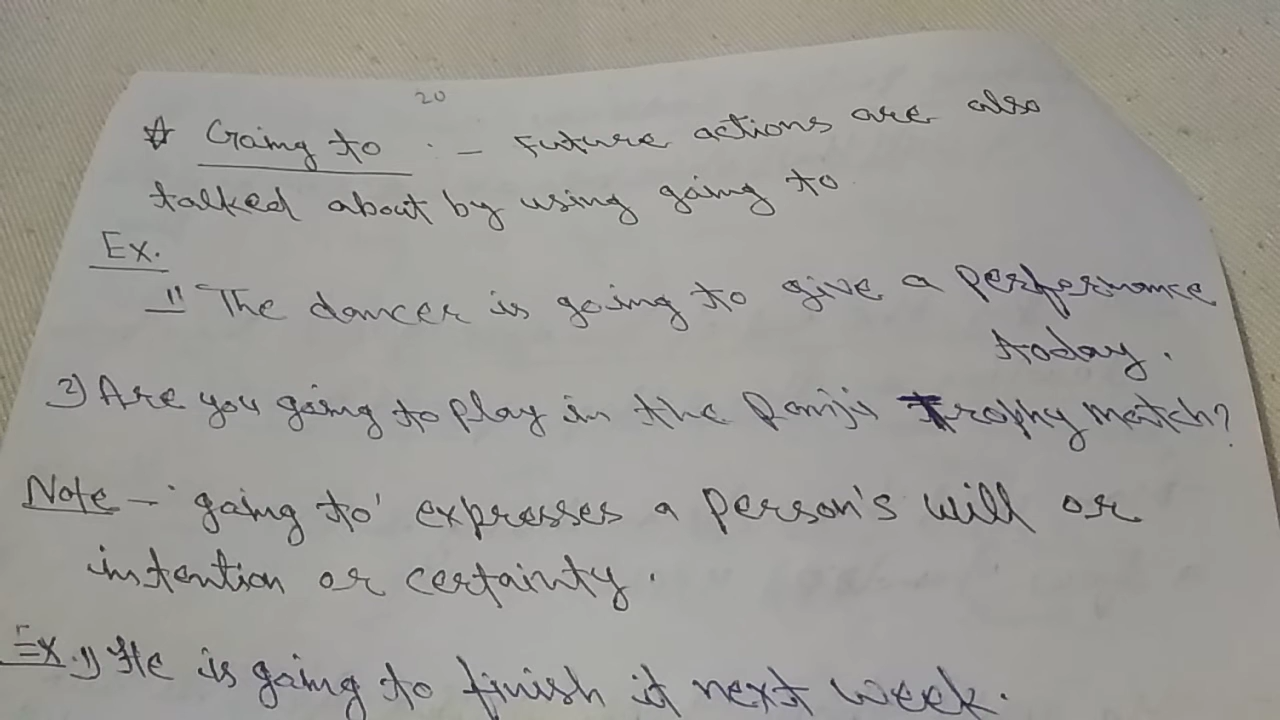 20
☆ Going to :- Future actions are also
talked about by using going to.
Ex.
1) The dancer is going to give a performance
today.
2) Are you going to play in the Ranji Trophy match?
Note - 'going to' expresses a person's will or
intention or certainty.
Ex. 1) He is going to finish it next week.